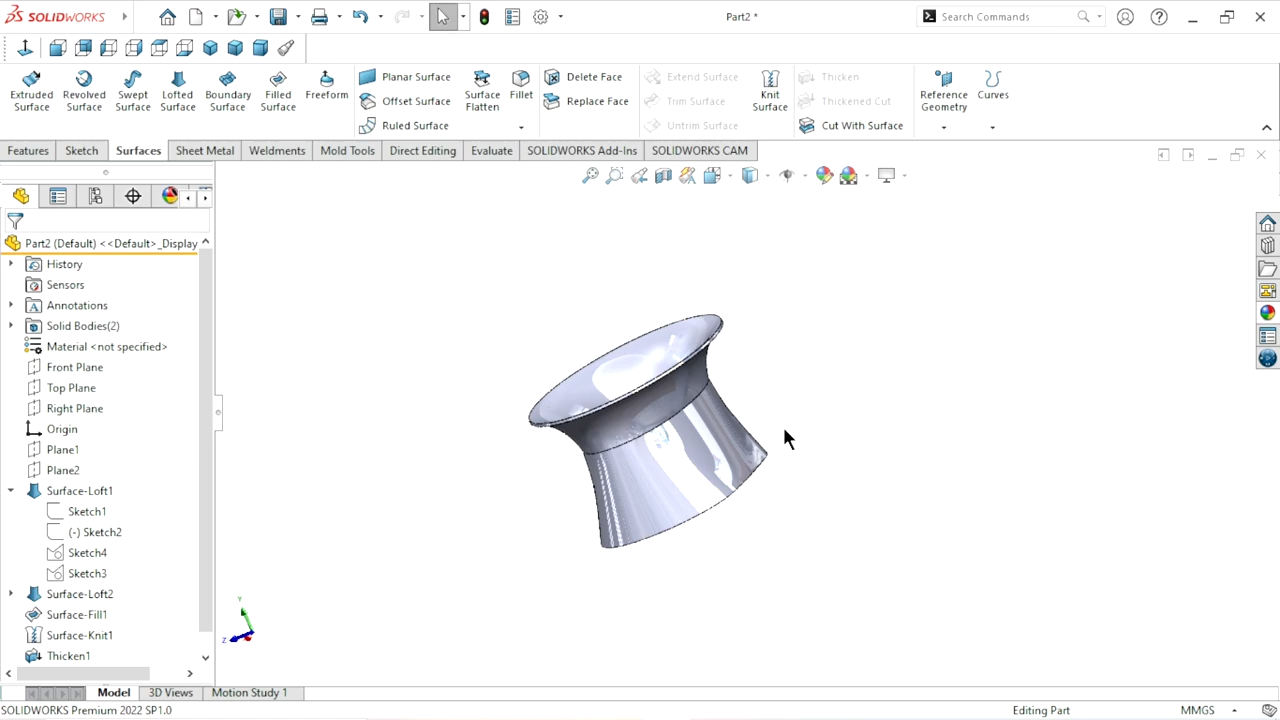 SOLIDWORKS
Part2 *
Search Commands
Extruded Surface
Revolved Surface
Swept Surface
Lofted Surface
Boundary Surface
Filled Surface
Freeform
Planar Surface
Offset Surface
Ruled Surface
Surface Flatten
Fillet
Delete Face
Replace Face
Extend Surface
Trim Surface
Untrim Surface
Knit Surface
Thicken
Thickened Cut
Cut With Surface
Reference Geometry
Curves
Features
Sketch
Surfaces
Sheet Metal
Weldments
Mold Tools
Direct Editing
Evaluate
SOLIDWORKS Add-Ins
SOLIDWORKS CAM
Part2 (Default) <<Default>_Display
History
Sensors
Annotations
Solid Bodies(2)
Material <not specified>
Front Plane
Top Plane
Right Plane
Origin
Plane1
Plane2
Surface-Loft1
Sketch1
(-) Sketch2
Sketch4
Sketch3
Surface-Loft2
Surface-Fill1
Surface-Knit1
Thicken1
Y
Z
Model
3D Views
Motion Study 1
SOLIDWORKS Premium 2022 SP1.0
Editing Part
MMGS